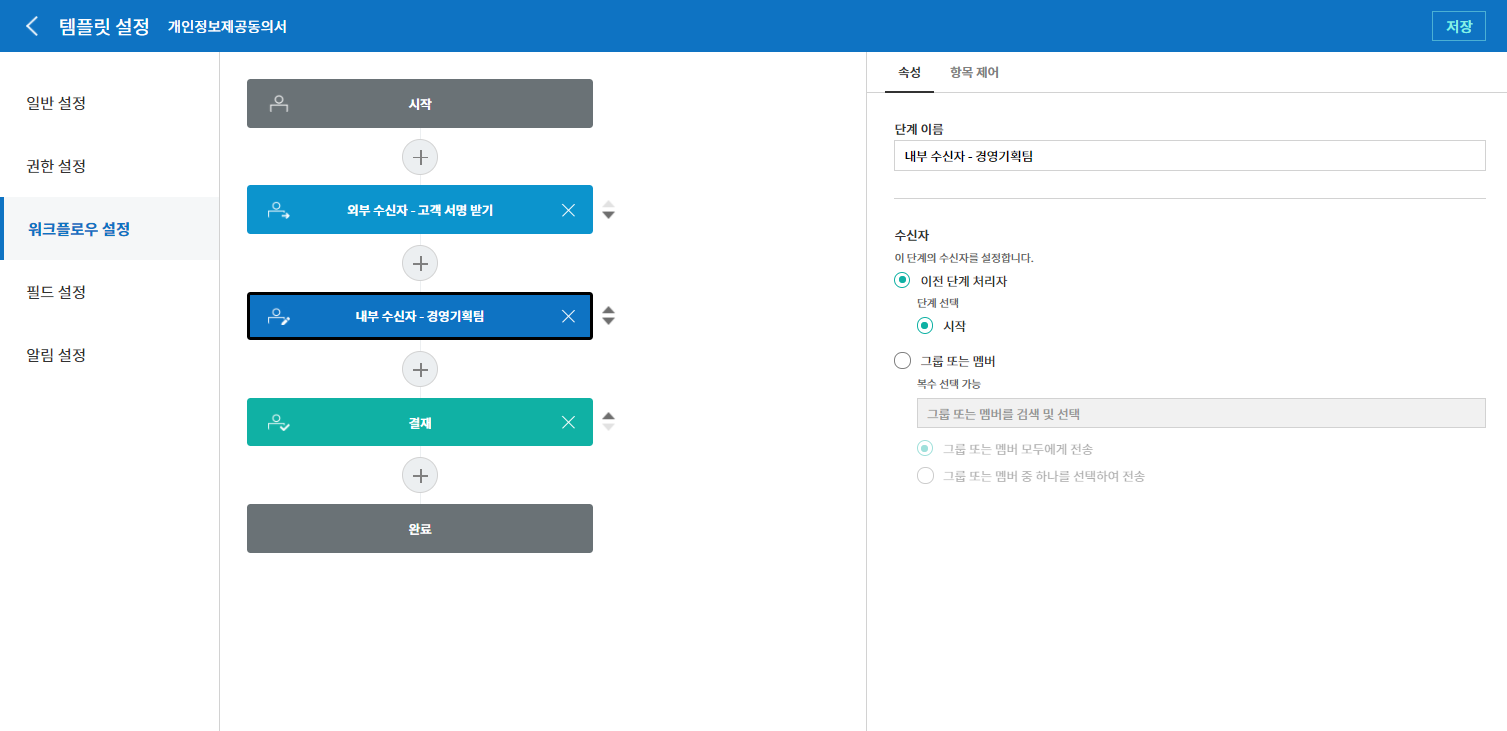 템플릿 설정 개인정보제공동의서 저장
일반 설정
권한 설정
워크플로우 설정
필드 설정
알림 설정
시작
외부 수신자 - 고객 서명 받기
내부 수신자 - 경영기획팀
결재
완료
속성 항목 제어
단계 이름
내부 수신자 - 경영기획팀
수신자
이 단계의 수신자를 설정합니다.
이전 단계 처리자
단계 선택
시작
그룹 또는 멤버
복수 선택 가능
그룹 또는 멤버를 검색 및 선택
그룹 또는 멤버 모두에게 전송
그룹 또는 멤버 중 하나를 선택하여 전송